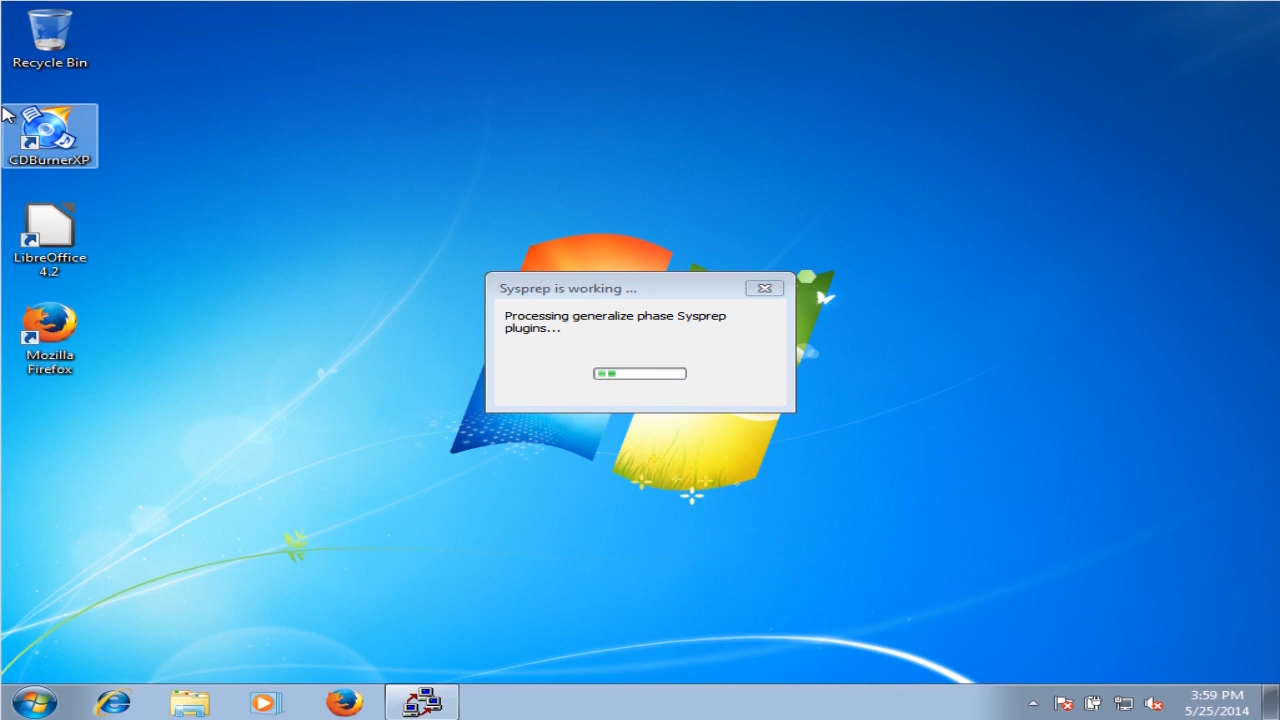 Recycle Bin
CDBurnerXP
LibreOffice
4.2
Mozilla
Firefox
Sysprep is working ...
Processing generalize phase Sysprep
plugins...
3:59 PM
5/25/2014